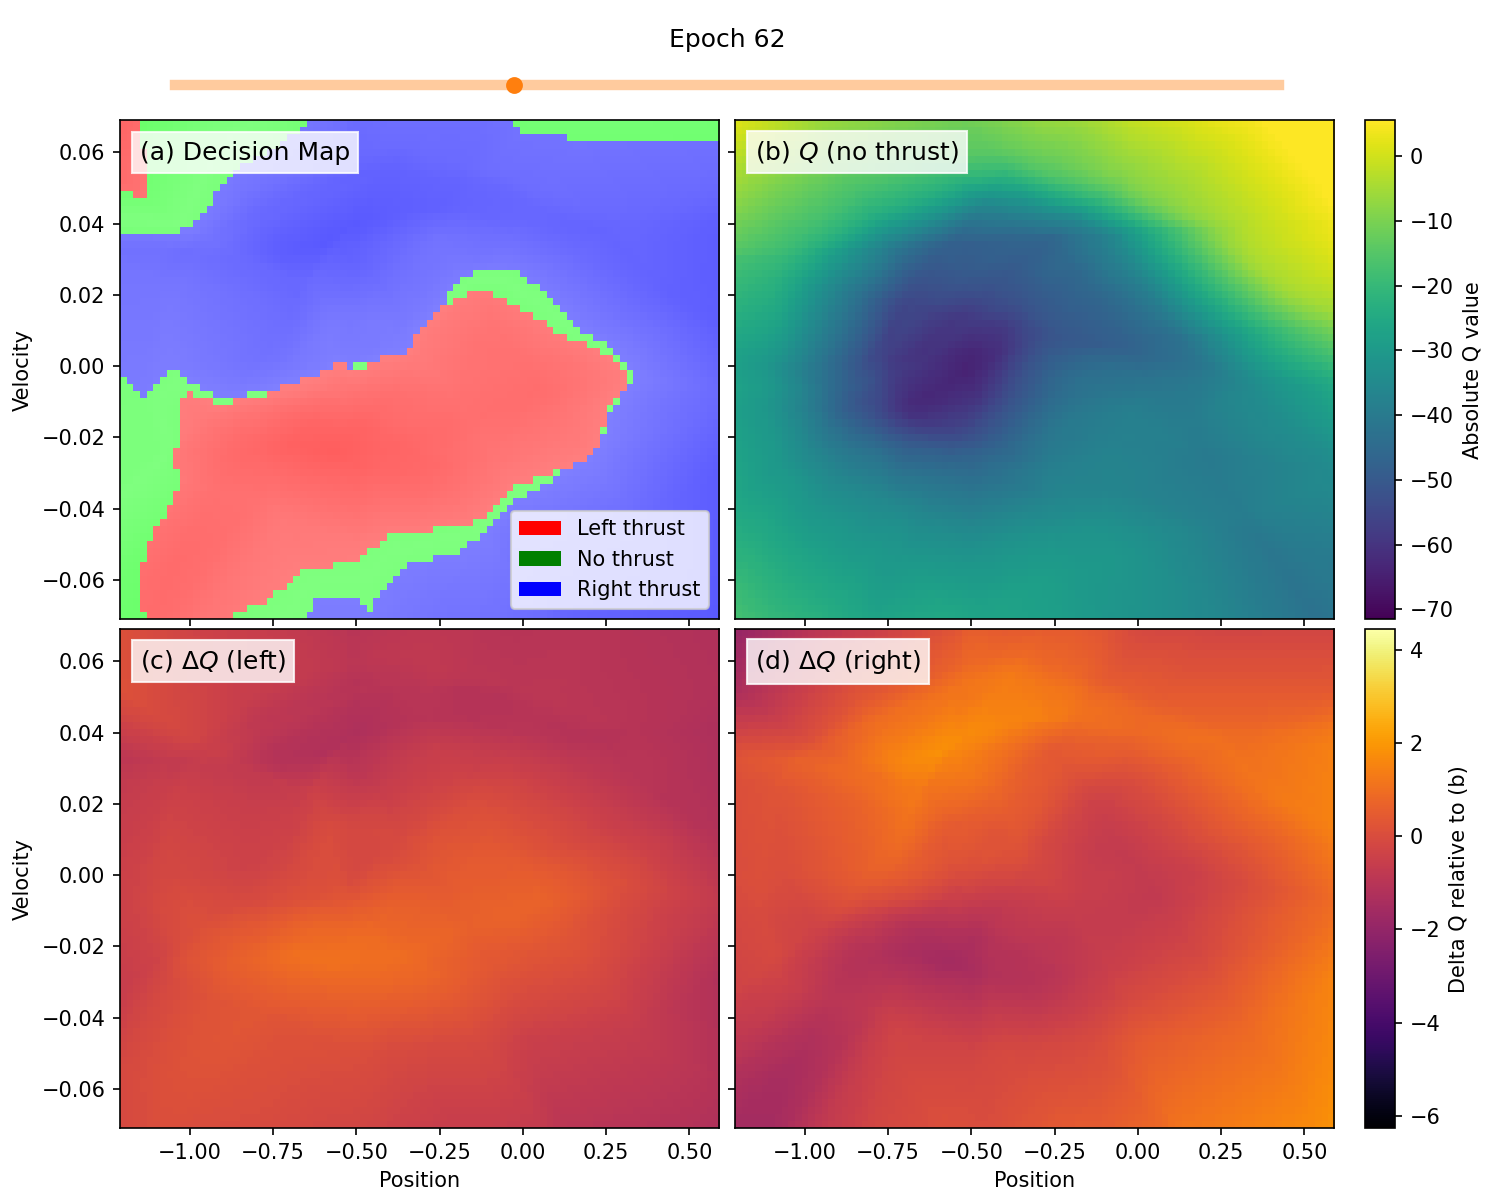 Epoch 62
(a) Decision Map
(b) Q (no thrust)
0.06
0.04
0.02
0.00
−0.02
−0.04
−0.06
Velocity
Left thrust
No thrust
Right thrust
0
−10
−20
−30
−40
−50
−60
−70
Absolute Q value
(c) ΔQ (left)
(d) ΔQ (right)
0.06
0.04
0.02
0.00
−0.02
−0.04
−0.06
Velocity
−1.00 −0.75 −0.50 −0.25 0.00 0.25 0.50
Position
−1.00 −0.75 −0.50 −0.25 0.00 0.25 0.50
Position
4
2
0
−2
−4
−6
Delta Q relative to (b)